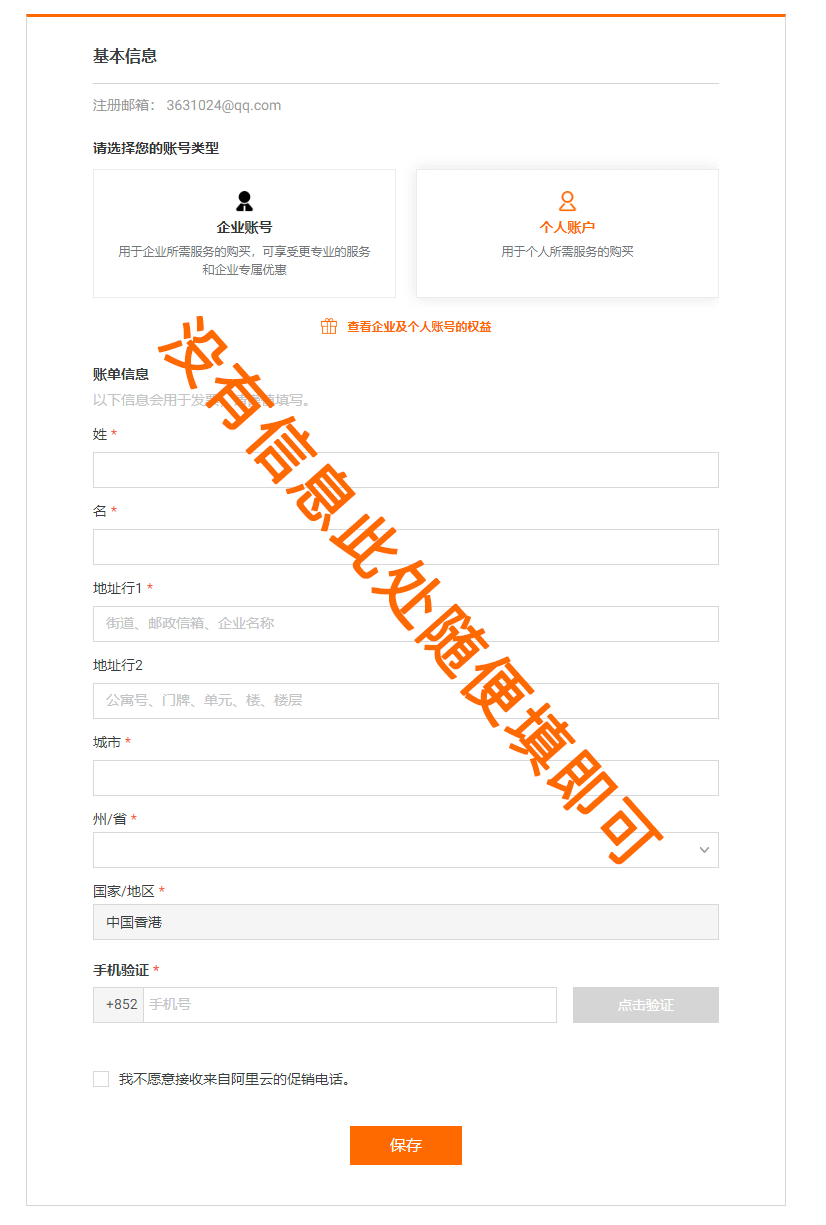 基本信息
注册邮箱： 3631024@qq.com
请选择您的账号类型
企业账号
用于企业所需服务的购买，可享受更专业的服务
和企业专属优惠
个人账户
用于个人所需服务的购买
查看企业及个人账号的权益
没有信息此处随便填即可
账单信息
以下信息会用于发票，请谨慎填写。
姓 *
名 *
地址行1 *
街道、邮政信箱、企业名称
地址行2
公寓号、门牌、单元、楼、楼层
城市 *
州/省 *
国家/地区 *
中国香港
手机验证 *
+852 手机号
点击验证
我不愿意接收来自阿里云的促销电话。
保存